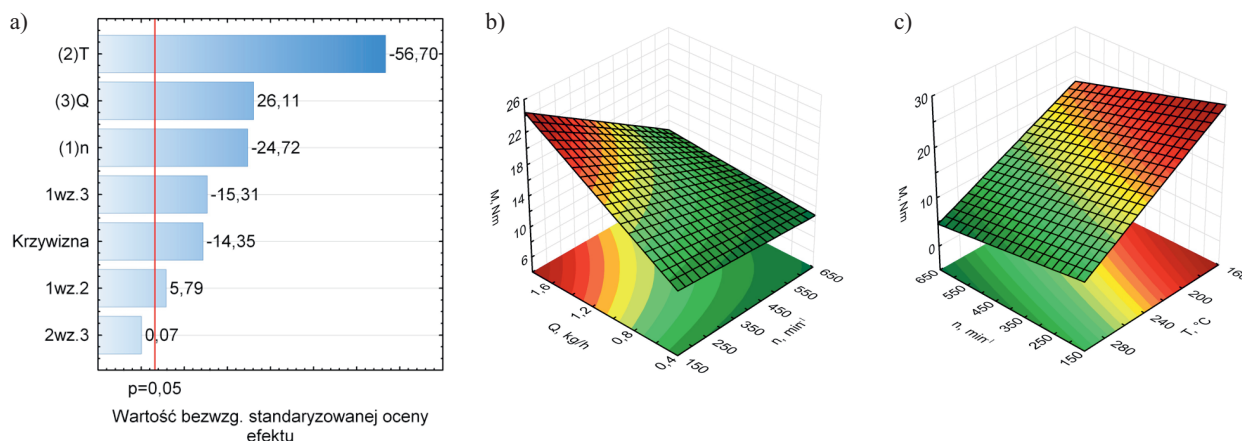 a)
(2)T
-56,70
(3)Q
26,11
(1)n
-24,72
1wz.3
-15,31
Krzywizna
-14,35
1wz.2
5,79
2wz.3
0,07
p=0,05
Wartość bezwzg. standaryzowanej oceny
efektu
b)
26
22
18
14
10
6
M, Nm
1,6
1,2
0,8
0,4
Q, kg/h
650
550
450
350
250
150
n, min⁻¹
c)
30
20
10
0
M, Nm
650
550
450
350
250
150
n, min⁻¹
160
200
240
280
T, °C